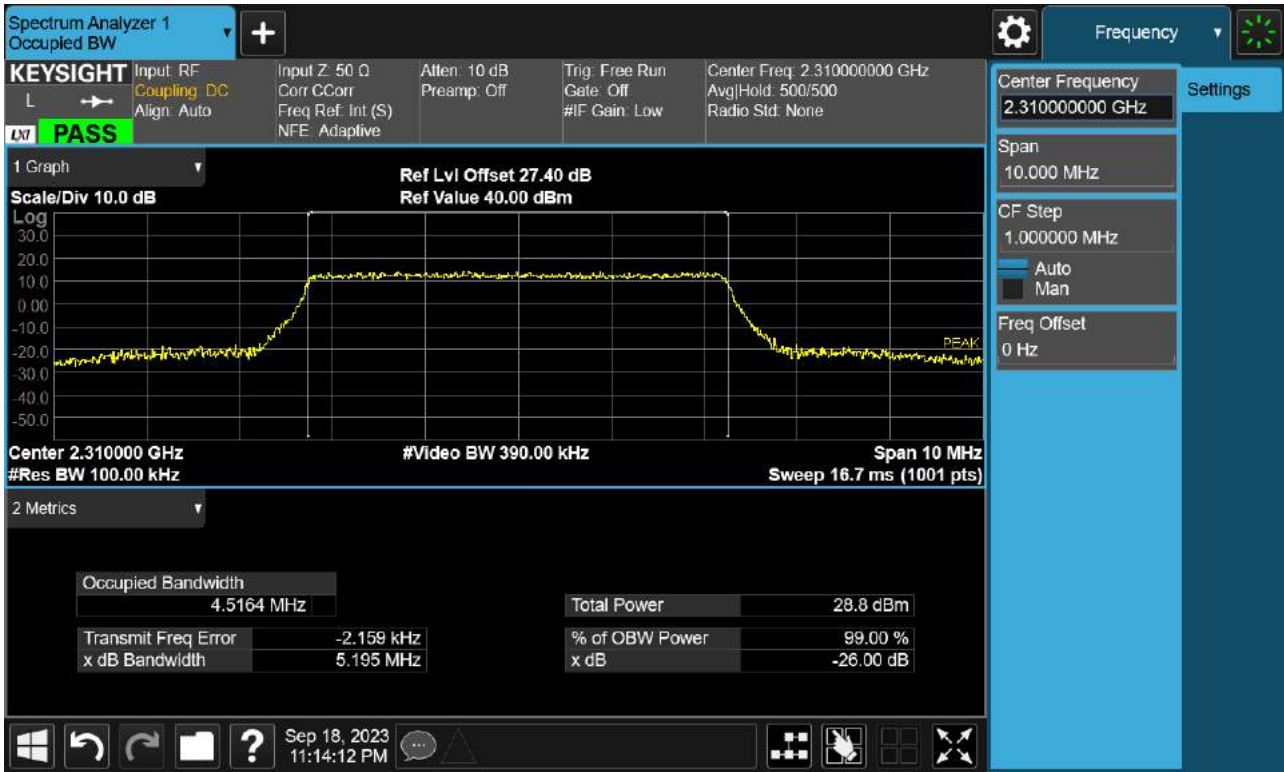 Spectrum Analyzer 1
Occupied BW
+
Frequency
KEYSIGHT
L
LXI PASS
Input: RF
Coupling: DC
Align: Auto
Input Z: 50 Ω
Corr CCorr
Freq Ref: Int (S)
NFE: Adaptive
Atten: 10 dB
Preamp: Off
Trig: Free Run
Gate: Off
#IF Gain: Low
Center Freq: 2.310000000 GHz
Avg|Hold: 500/500
Radio Std: None
Center Frequency
2.310000000 GHz
Settings
Span
10.000 MHz
CF Step
1.000000 MHz
Auto
Man
Freq Offset
0 Hz
1 Graph
Scale/Div 10.0 dB
Ref Lvl Offset 27.40 dB
Ref Value 40.00 dBm
Log
30.0
20.0
10.0
0.00
-10.0
-20.0
-30.0
-40.0
-50.0
PEAK
Center 2.310000 GHz
#Video BW 390.00 kHz
Span 10 MHz
#Res BW 100.00 kHz
Sweep 16.7 ms (1001 pts)
2 Metrics
Occupied Bandwidth
4.5164 MHz
Total Power 28.8 dBm
Transmit Freq Error -2.159 kHz
% of OBW Power 99.00 %
x dB Bandwidth 5.195 MHz
x dB -26.00 dB
?
Sep 18, 2023
11:14:12 PM